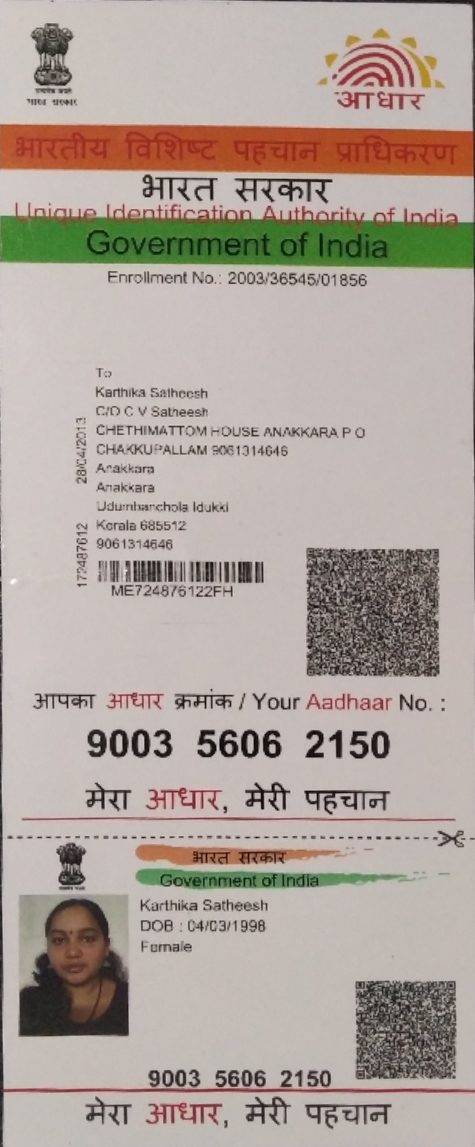 सत्यमेव जयते
भारत सरकार
आधार
भारतीय विशिष्ट पहचान प्राधिकरण
भारत सरकार
Unique Identification Authority of India
Government of India
Enrollment No.: 2003/36545/01856
To
Karthika Satheesh
C/O C V Satheesh
CHETHIMATTOM HOUSE ANAKKARA P O
CHAKKUPALLAM 9061314646
Anakkara
Anakkara
Udumbanchola Idukki
Kerala 685512
9061314646
28/04/2013
172487612
ME724876122FH
आपका आधार क्रमांक / Your Aadhaar No. :
9003 5606 2150
मेरा आधार, मेरी पहचान
भारत सरकार
Government of India
Karthika Satheesh
DOB : 04/03/1998
Female
9003 5606 2150
मेरा आधार, मेरी पहचान